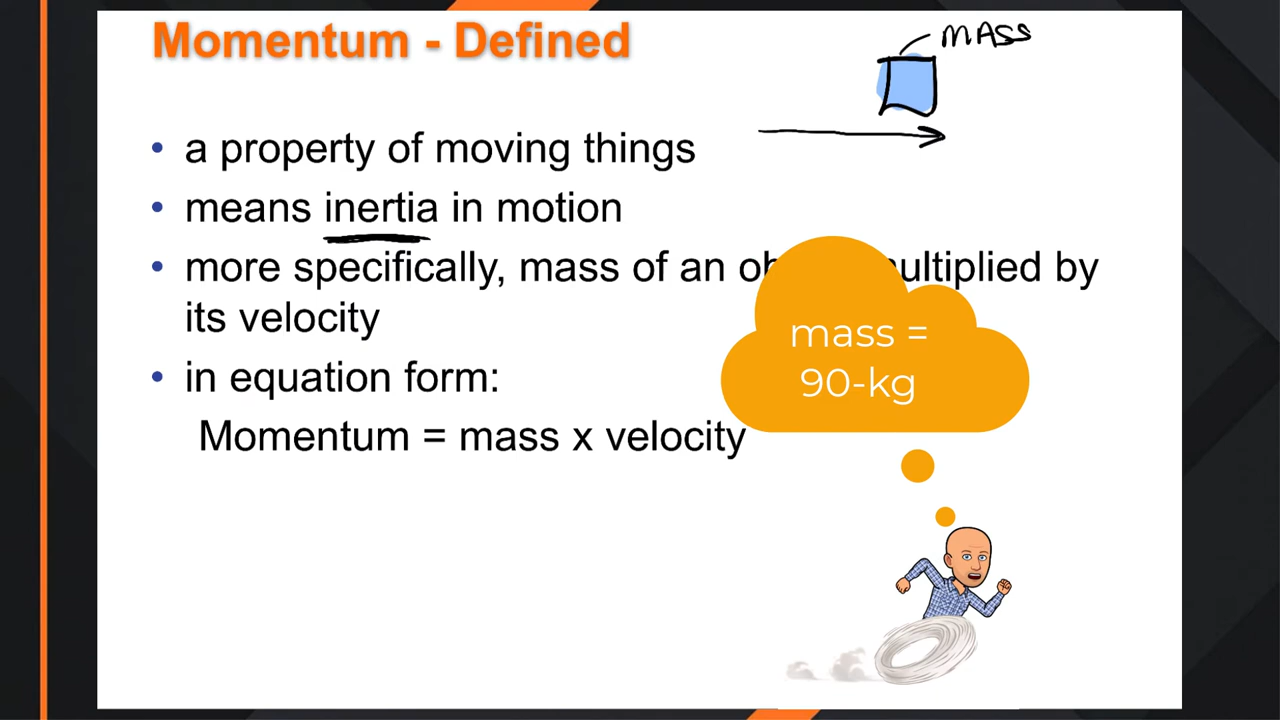 Momentum - Defined
MASS
• a property of moving things
• means inertia in motion
• more specifically, mass of an ultiplied by
its velocity
• in equation form:
Momentum = mass x velocity
mass =
90-kg